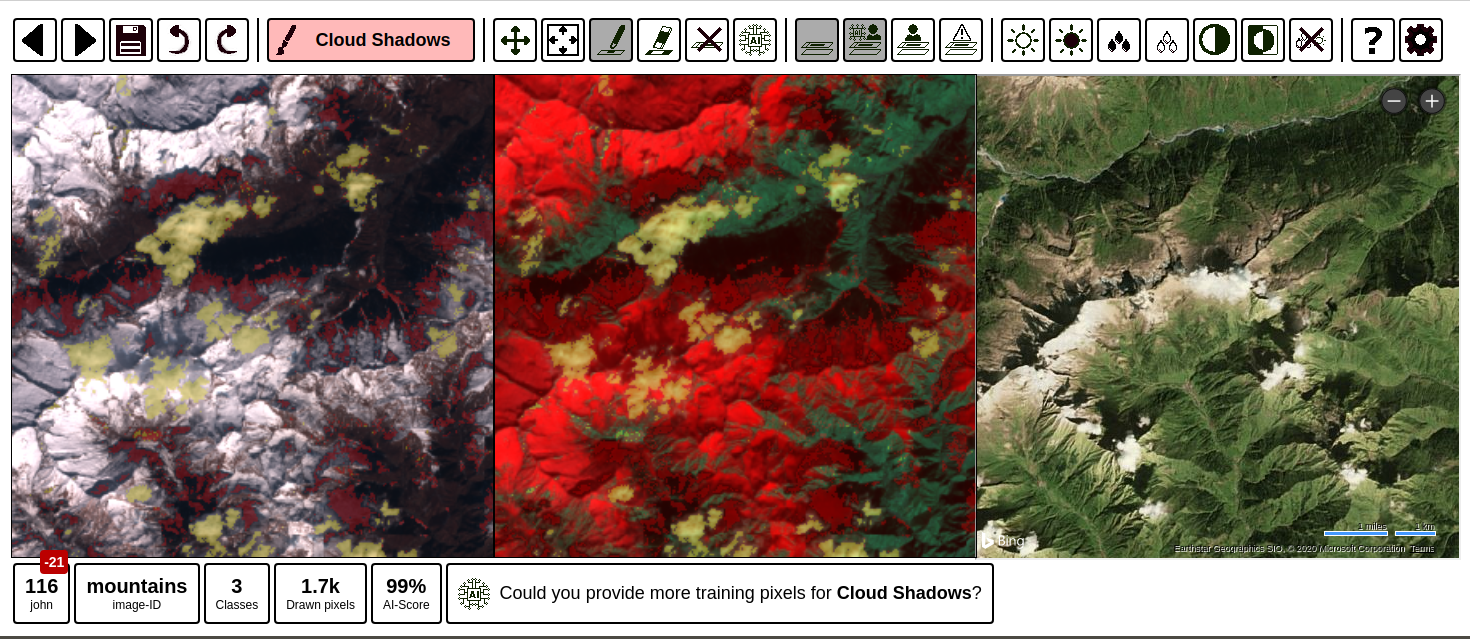 Cloud Shadows
AI
AI
?
Bing
1 miles
1 km
Earthstar Geographics SIO, © 2020 Microsoft Corporation Terms
-21
116
john
mountains
image-ID
3
Classes
1.7k
Drawn pixels
99%
AI-Score
AI
Could you provide more training pixels for Cloud Shadows?